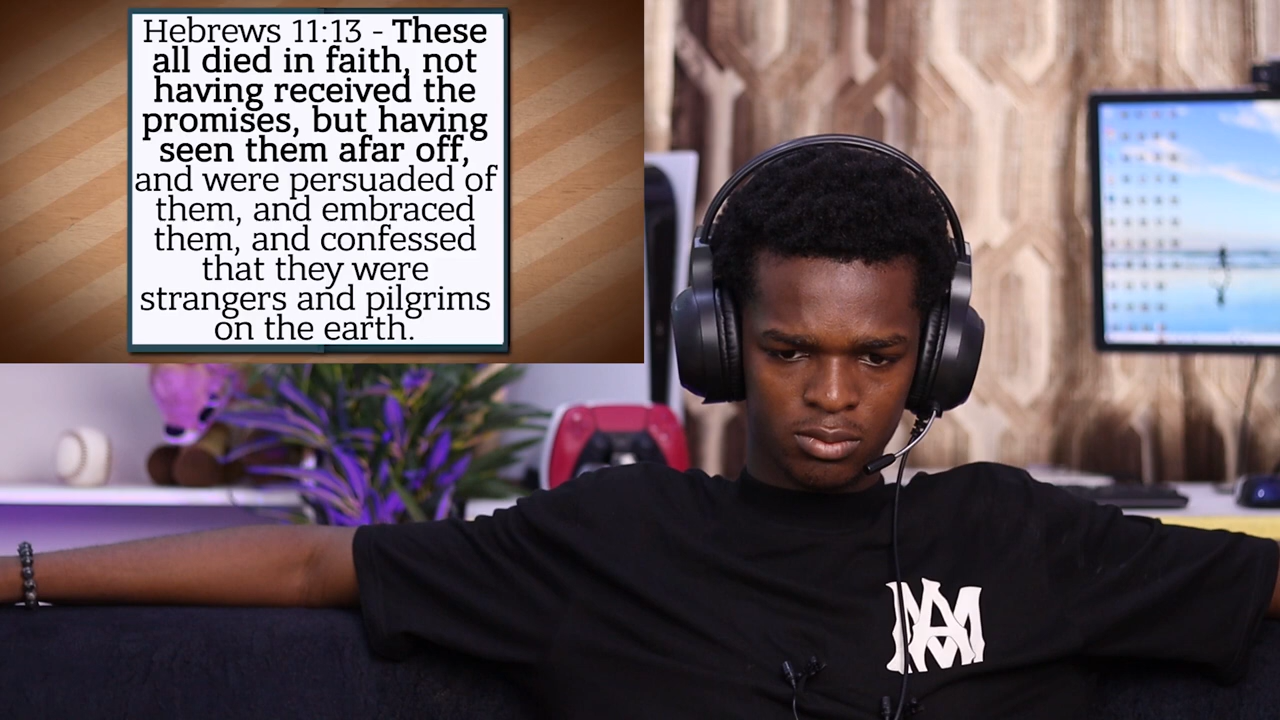 Hebrews 11:13 - These
all died in faith, not
having received the
promises, but having
seen them afar off,
and were persuaded of
them, and embraced
them, and confessed
that they were
strangers and pilgrims
on the earth.
MA